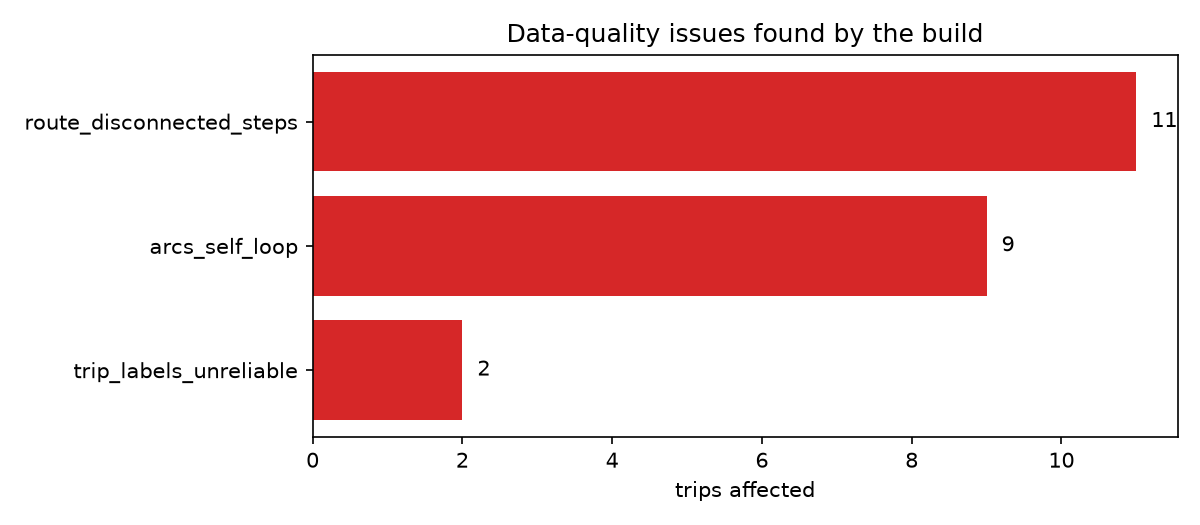 Data-quality issues found by the build
route_disconnected_steps
11
arcs_self_loop
9
trip_labels_unreliable
2
0 2 4 6 8 10
trips affected